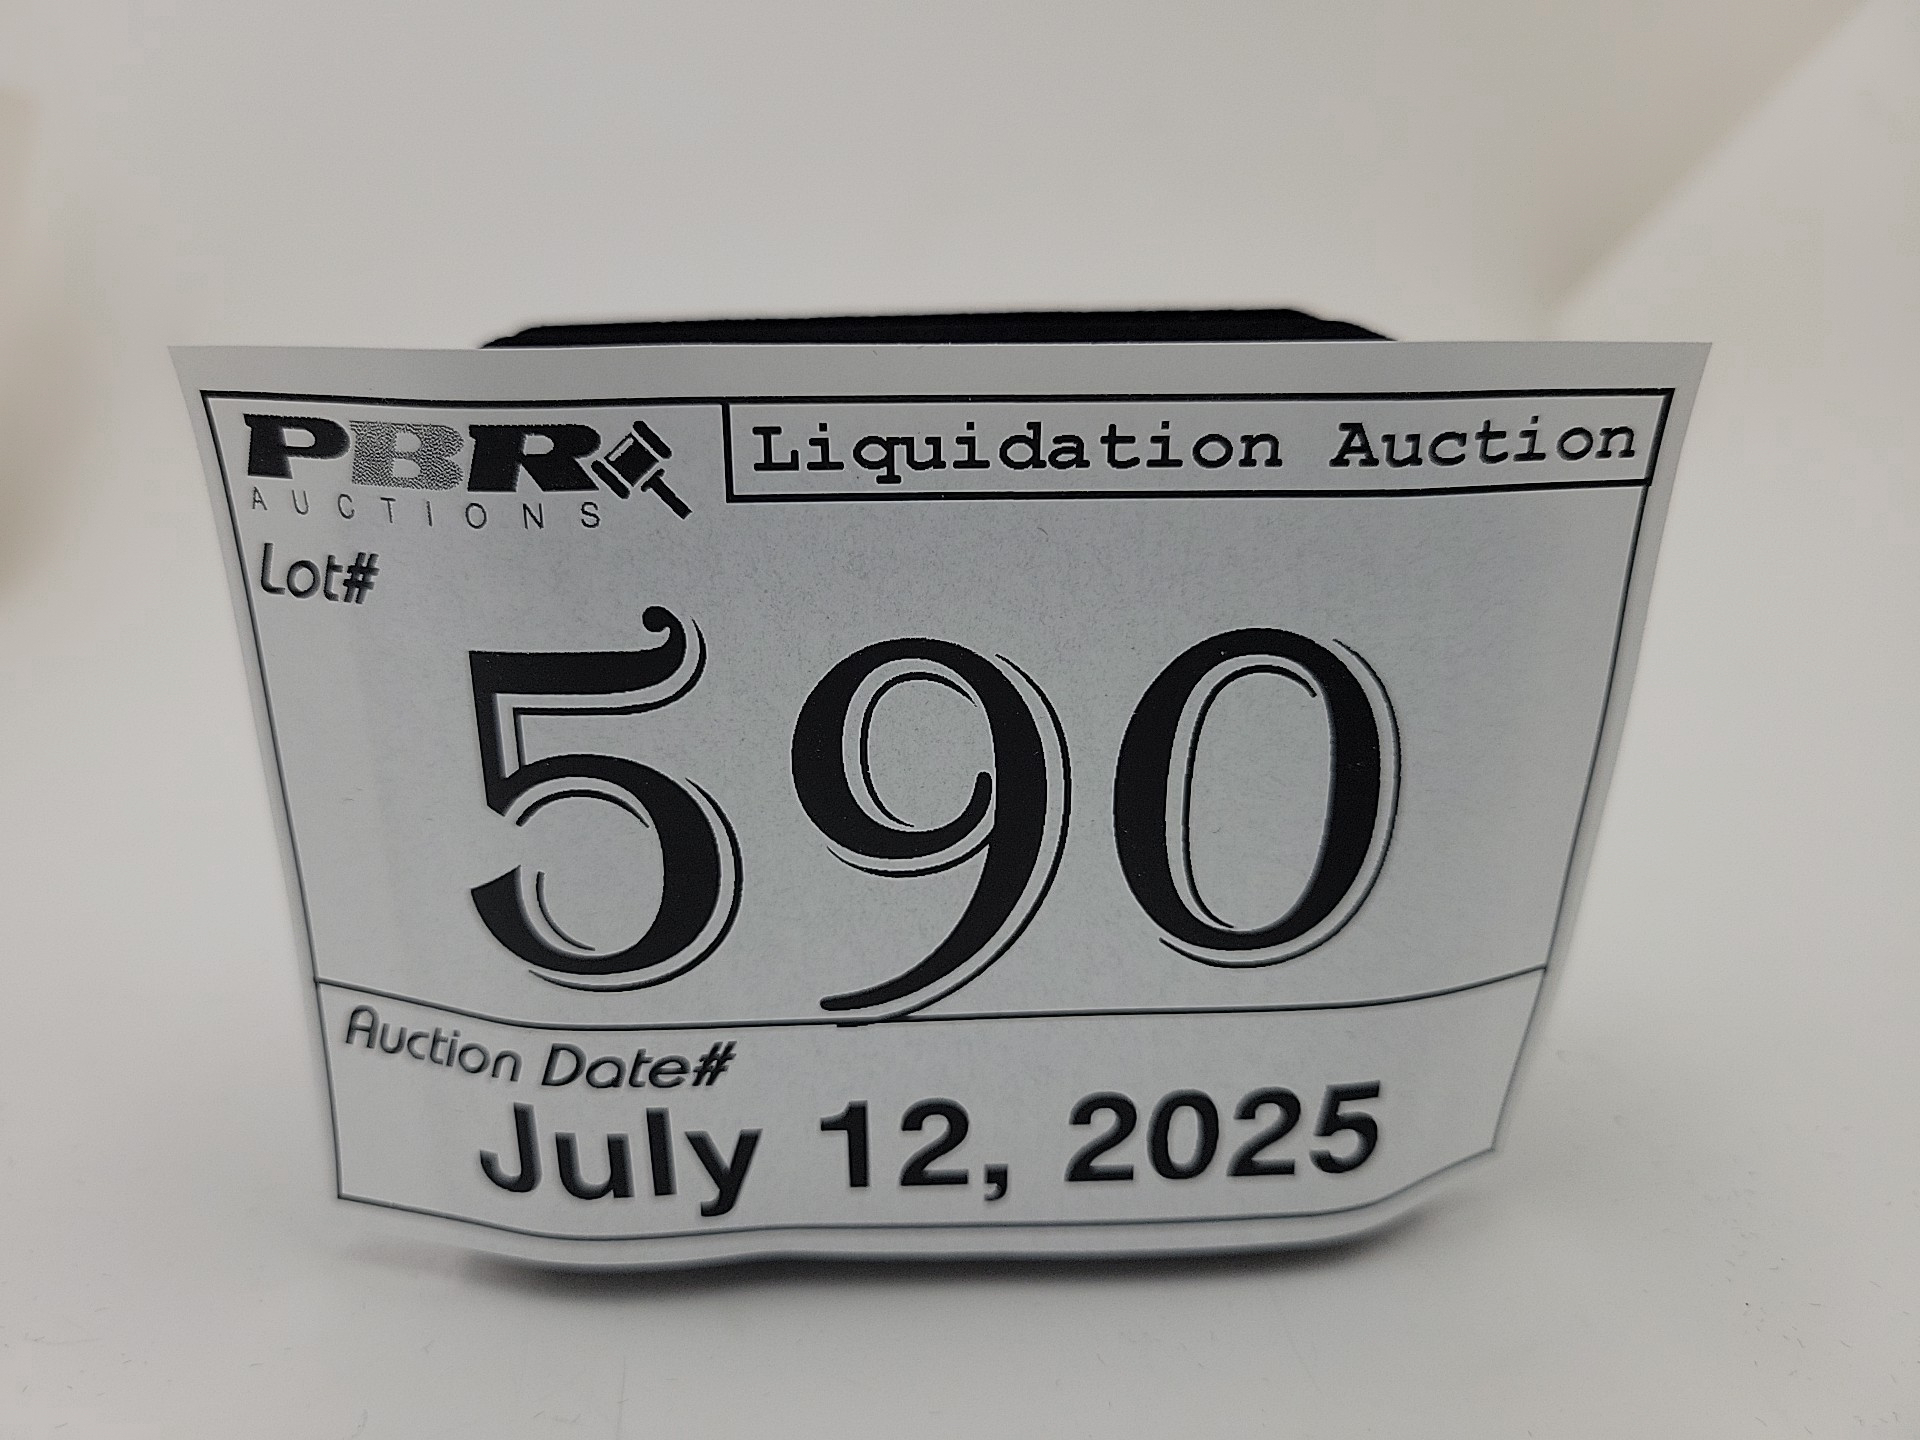 PBR
AUCTIONS
Liquidation Auction
Lot#
590
Auction Date#
July 12, 2025